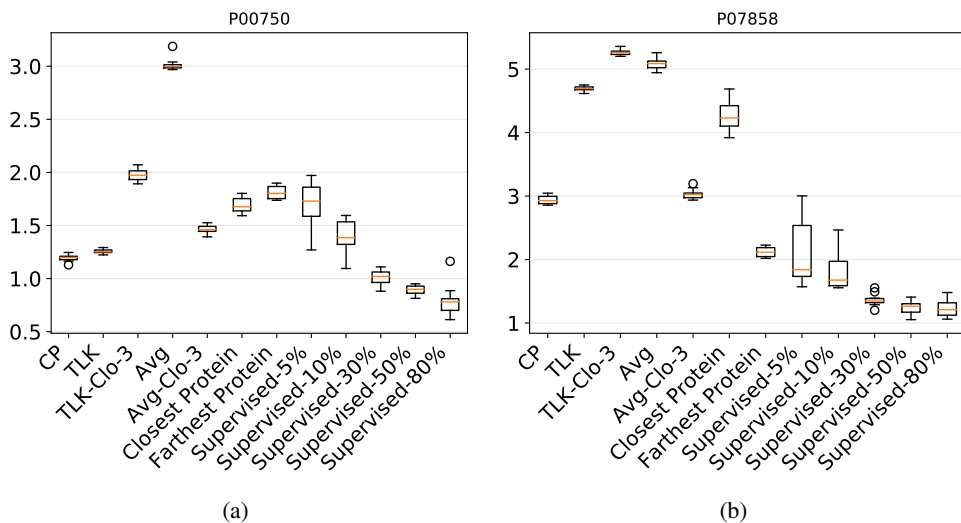 P00750
3.0
2.5
2.0
1.5
1.0
0.5
CP
TLK
TLK-Clo-3
Avg
Avg-Clo-3
Closest Protein
Farthest Protein
Supervised-5%
Supervised-10%
Supervised-30%
Supervised-50%
Supervised-80%
(a)
P07858
5
4
3
2
1
CP
TLK
TLK-Clo-3
Avg
Avg-Clo-3
Closest Protein
Farthest Protein
Supervised-5%
Supervised-10%
Supervised-30%
Supervised-50%
Supervised-80%
(b)